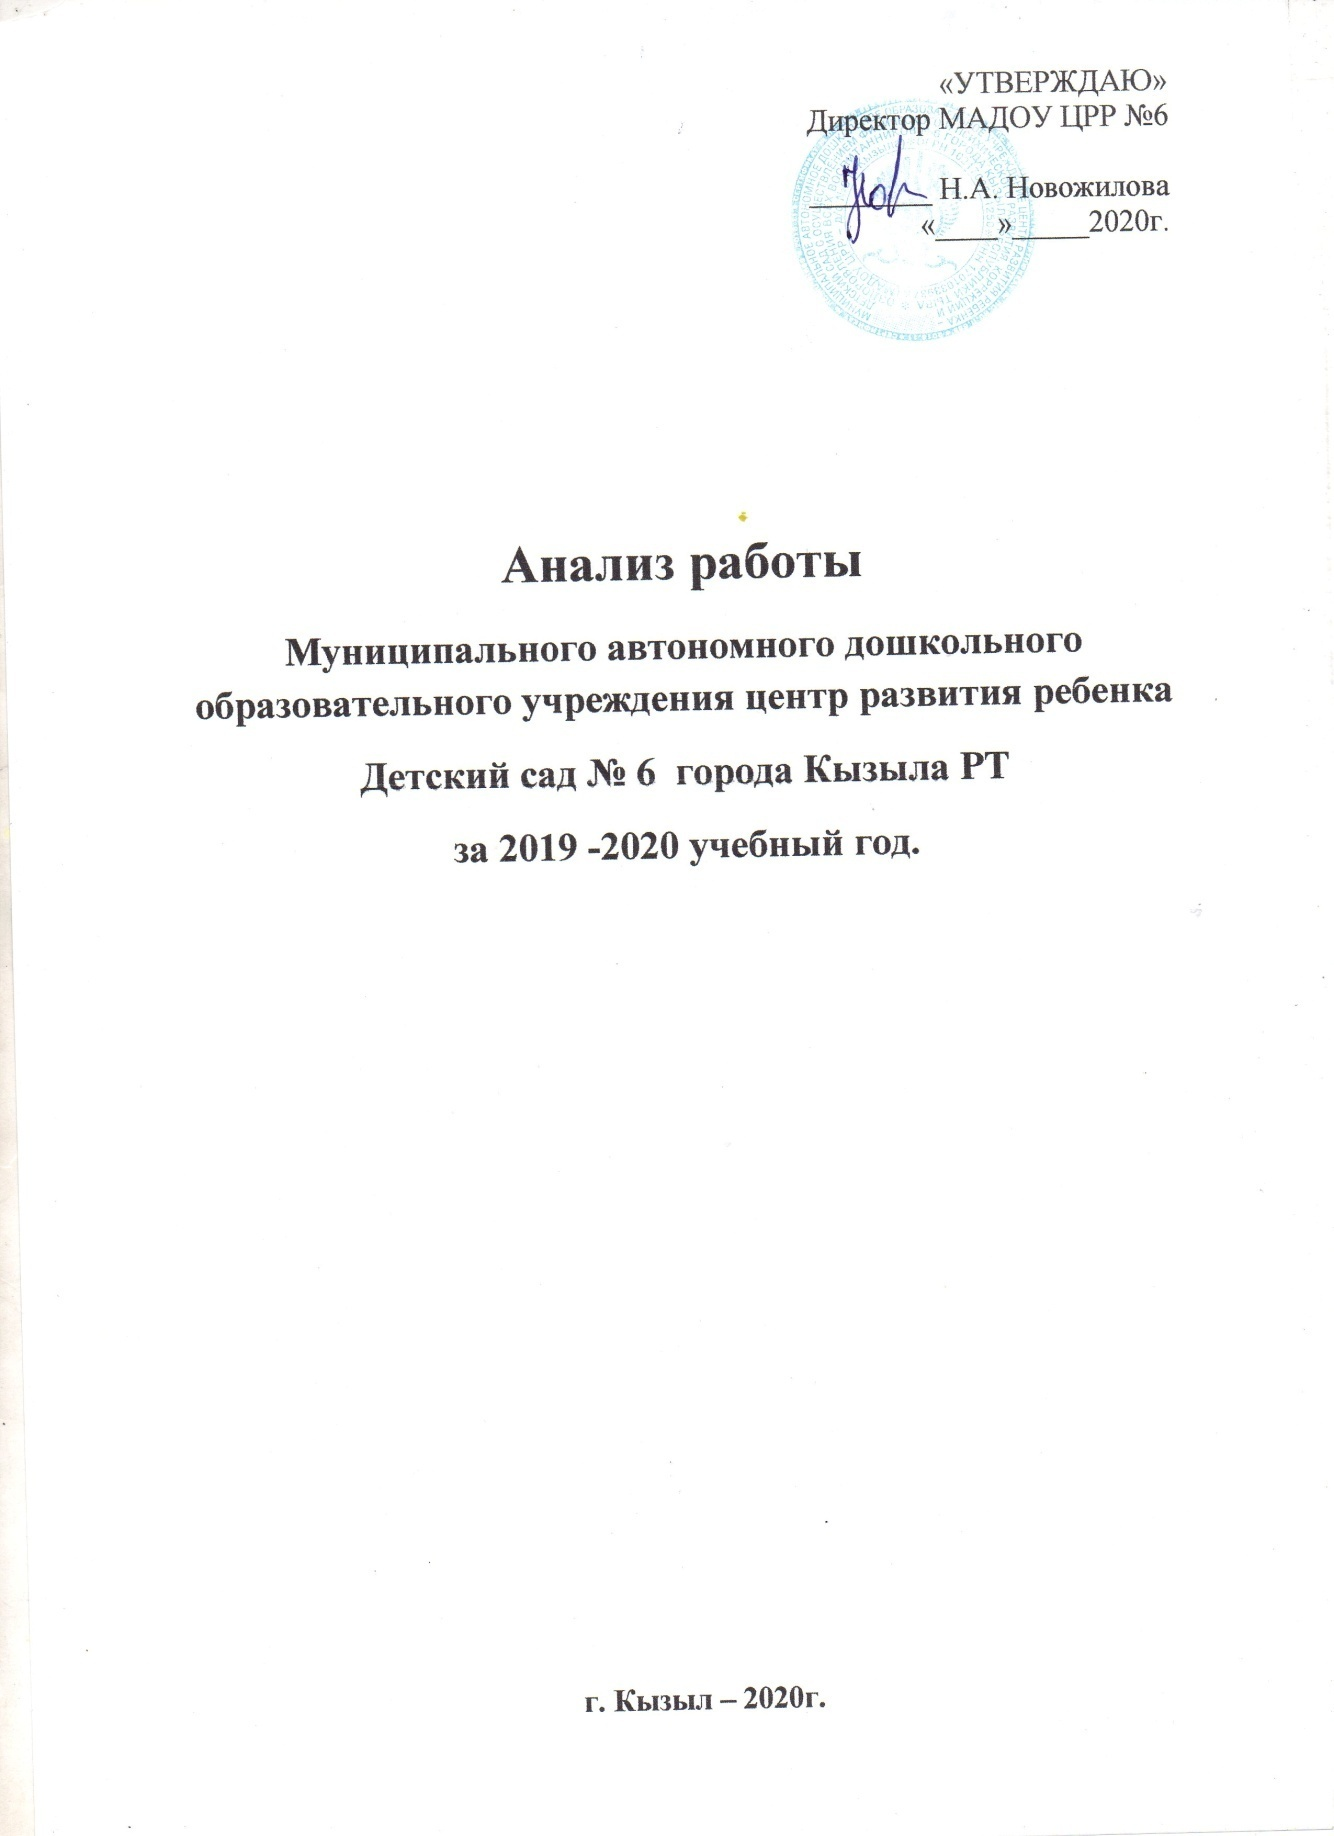 «УТВЕРЖДАЮ»
Директор МАДОУ ЦРР №6
________ Н.А. Новожилова
«____»_____2020г.
Анализ работы
Муниципального автономного дошкольного
образовательного учреждения центр развития ребенка
Детский сад № 6 города Кызыла РТ
за 2019 -2020 учебный год.
г. Кызыл – 2020г.